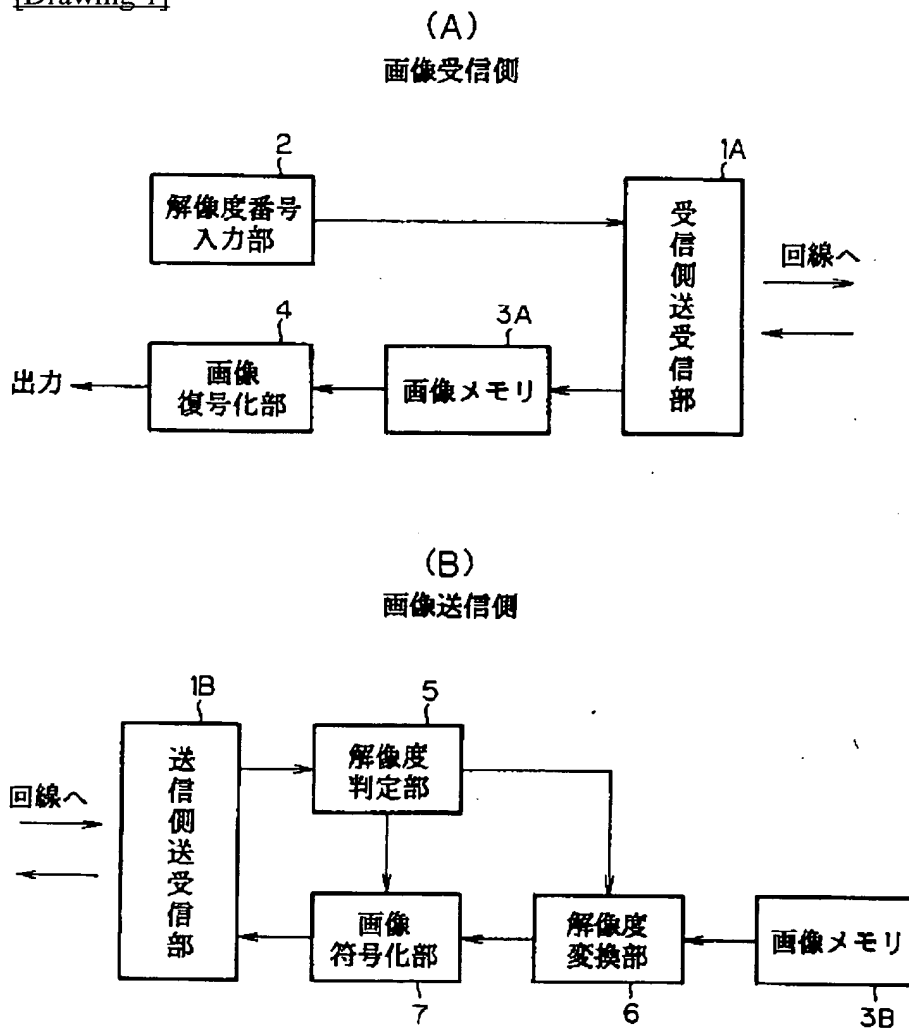 [Drawing 1]
(A)
画像受信側
2
解像度番号
入力部
1A
受信側送受信部
回線へ
4
画像
復号化部
3A
画像メモリ
出力
(B)
画像送信側
1B
送信側送受信部
回線へ
5
解像度
判定部
画像
符号化部
7
解像度
変換部
6
画像メモリ
3B